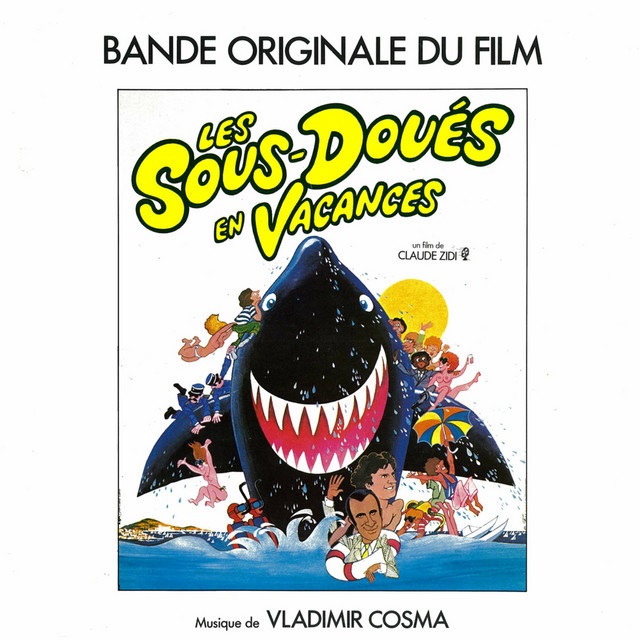 BANDE ORIGINALE DU FILM
LES
SOUS-DOUÉS
EN VACANCES
un film de
CLAUDE ZIDI
Musique de VLADIMIR COSMA